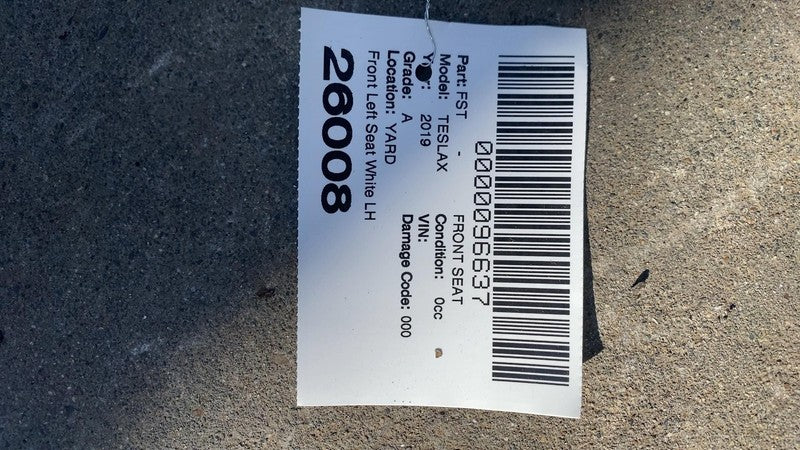 0000096637
Part: FST - FRONT SEAT
Model: TESLAX Condition: 0cc
Year: 2019 VIN:
Grade: A Damage Code: 000
Location: YARD
Front Left Seat White LH
26008